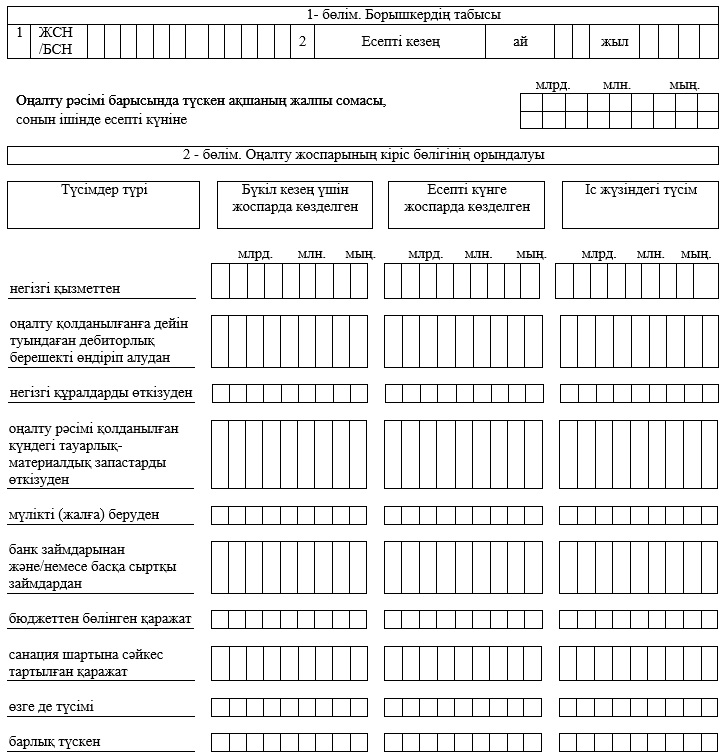 1- бөлім. Борышкердің табысы
1 ЖСН 2 Есепті кезең ай жыл
/БСН
млрд. млн. мың.
Оңалту рәсімі барысында түскен ақшаның жалпы сомасы,
сонын ішінде есепті күніне
2 - бөлім. Оңалту жоспарының кіріс бөлігінің орындалуы
Түсімдер түрі Бүкіл кезең үшін Есепті күнге Іс жүзіндегі түсім
жоспарда көзделген жоспарда көзделген
млрд. млн. мың. млрд. млн. мың. млрд. млн. мың.
негізгі қызметтен
оңалту қолданылғанға дейін
туындаған дебиторлық
берешекті өндіріп алудан
негізгі құралдарды өткізуден
оңалту рәсімі қолданылған
күндегі тауарлық-
материалдық запастарды
өткізуден
мүлікті (жалға) беруден
банк займдарынан
және/немесе басқа сыртқы
займдардан
бюджеттен бөлінген қаражат
санация шартына сәйкес
тартылған қаражат
өзге де түсімі
барлық түскен